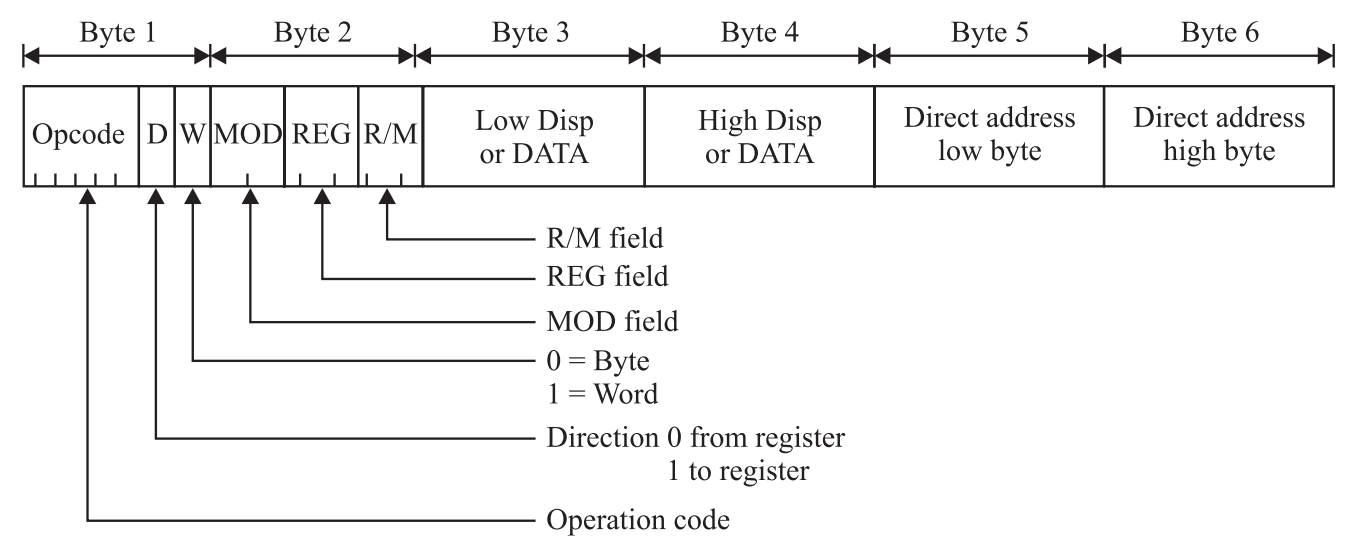 Byte 1 Byte 2 Byte 3 Byte 4 Byte 5 Byte 6
Opcode D W MOD REG R/M
Low Disp
or DATA
High Disp
or DATA
Direct address
low byte
Direct address
high byte
R/M field
REG field
MOD field
0 = Byte
1 = Word
Direction 0 from register
1 to register
Operation code